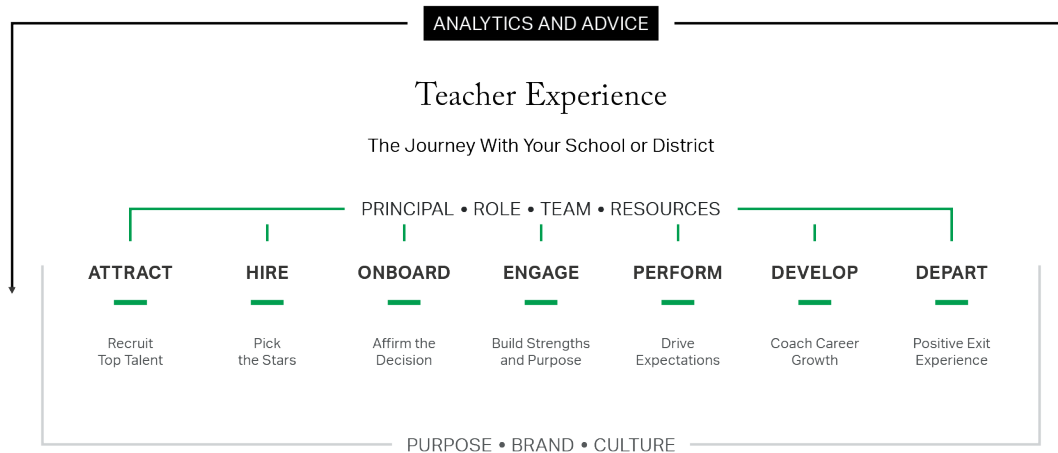 ANALYTICS AND ADVICE
Teacher Experience
The Journey With Your School or District
PRINCIPAL • ROLE • TEAM • RESOURCES
ATTRACT
Recruit
Top Talent
HIRE
Pick
the Stars
ONBOARD
Affirm the
Decision
ENGAGE
Build Strengths
and Purpose
PERFORM
Drive
Expectations
DEVELOP
Coach Career
Growth
DEPART
Positive Exit
Experience
PURPOSE • BRAND • CULTURE